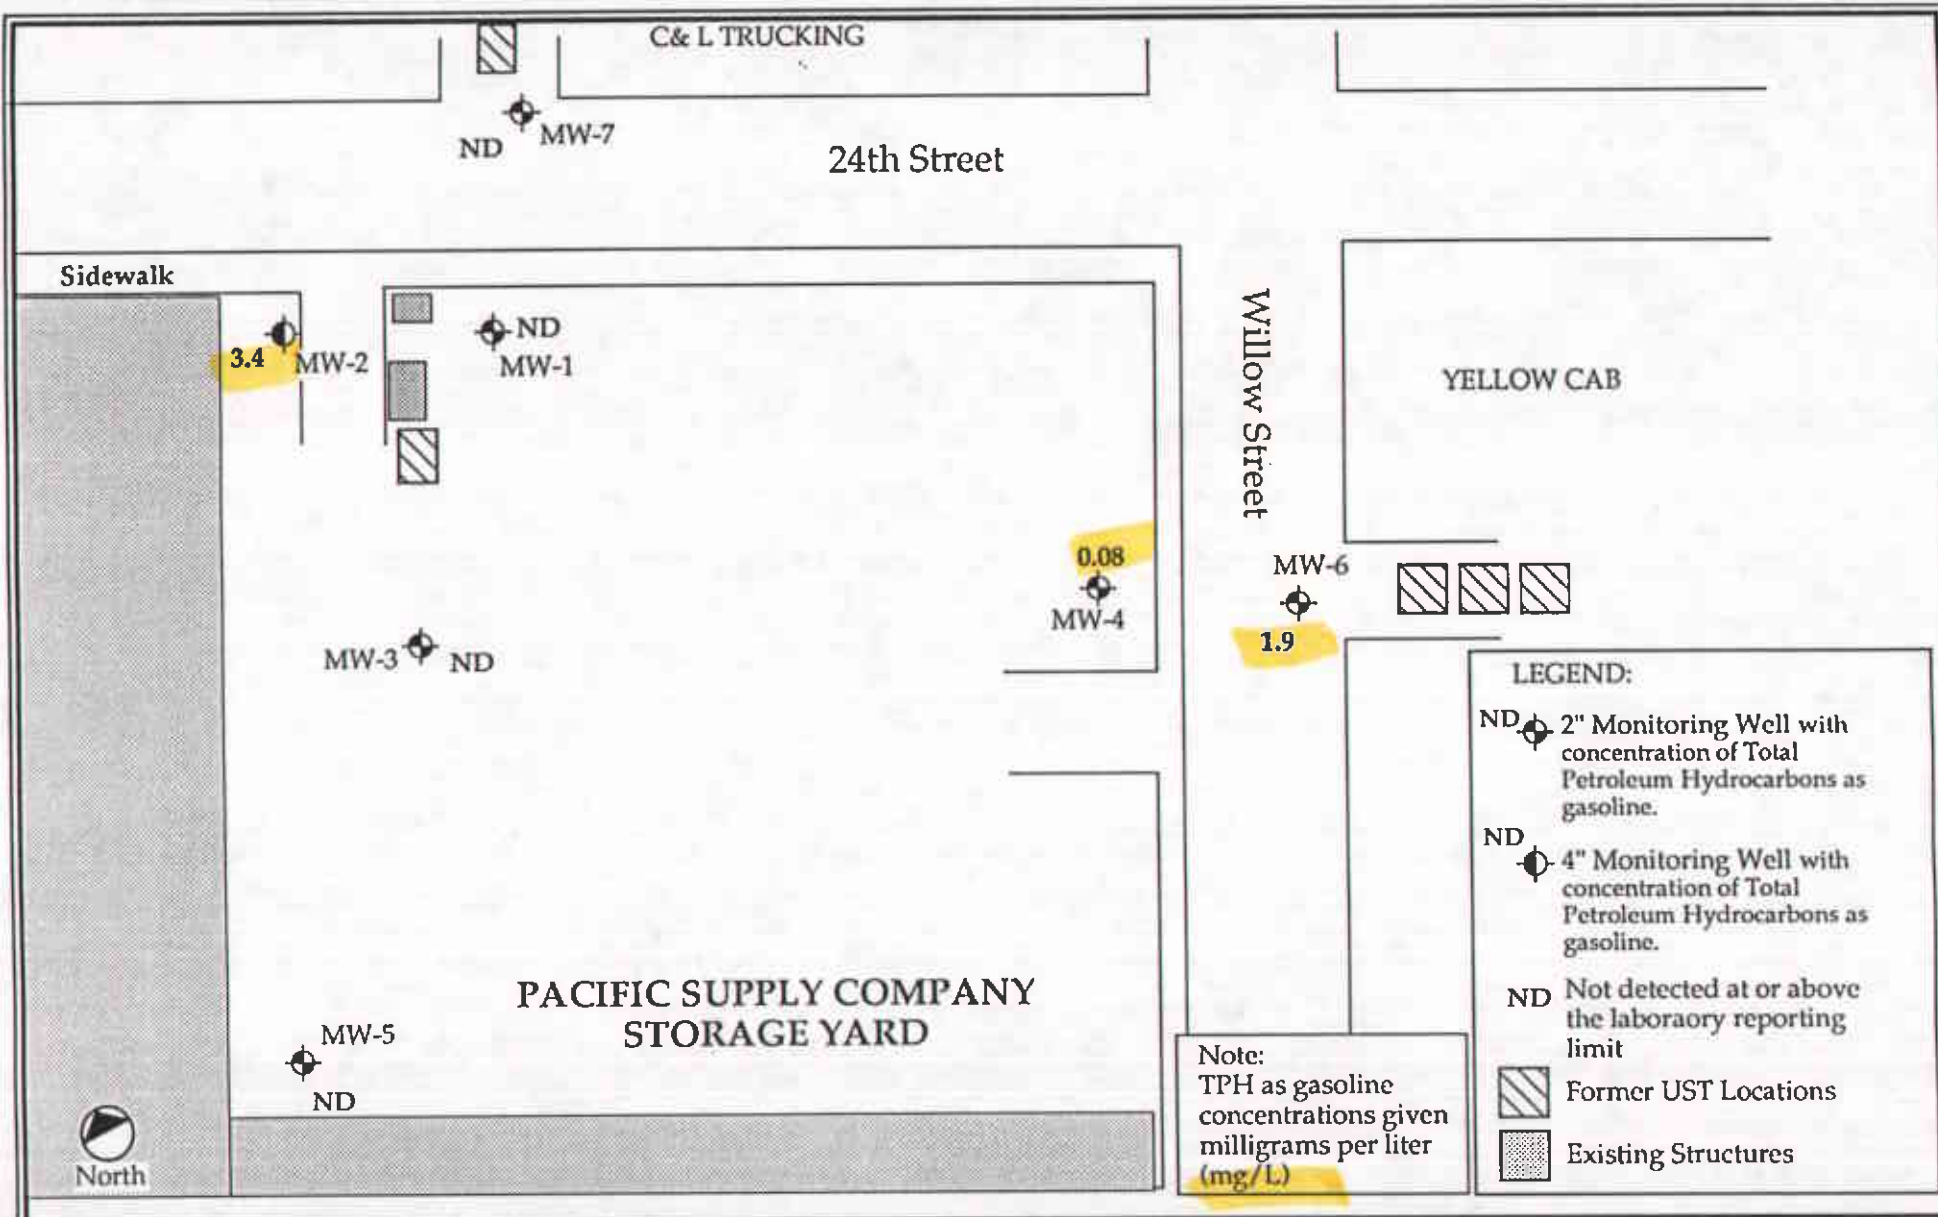 C& L TRUCKING
ND MW-7
24th Street
Sidewalk
3.4 MW-2
ND
MW-1
Willow Street
YELLOW CAB
0.08
MW-4
MW-6
1.9
MW-3 ND
PACIFIC SUPPLY COMPANY
STORAGE YARD
MW-5
ND
North
Note:
TPH as gasoline
concentrations given
milligrams per liter
(mg/L)
LEGEND:
ND 2" Monitoring Well with
concentration of Total
Petroleum Hydrocarbons as
gasoline.
ND
4" Monitoring Well with
concentration of Total
Petroleum Hydrocarbons as
gasoline.
ND Not detected at or above
the laboraory reporting
limit
Former UST Locations
Existing Structures